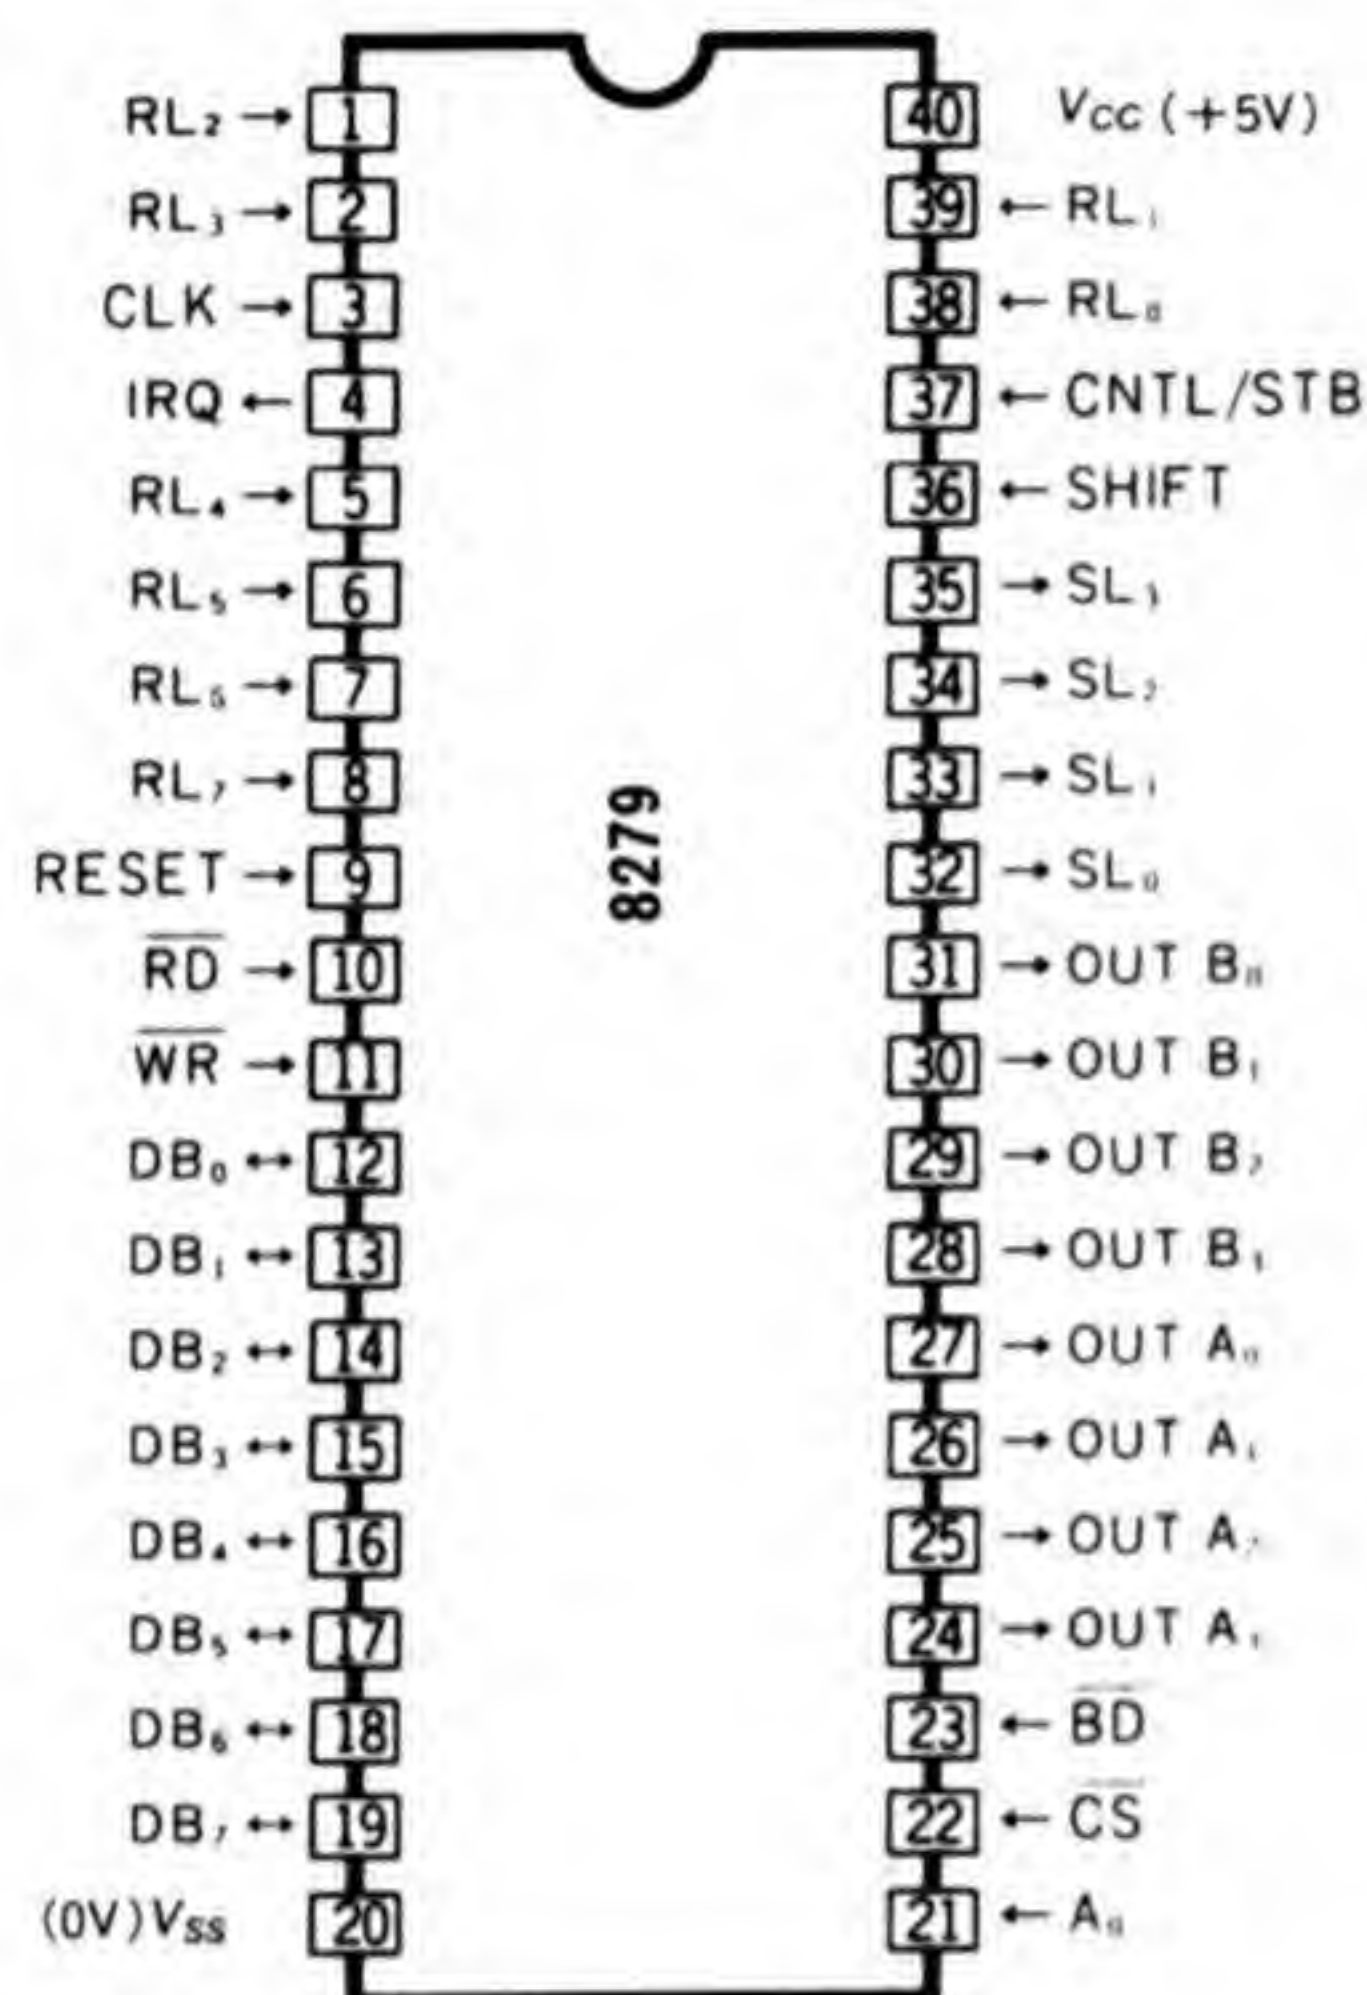 RL₂ → 1
RL₃ → 2
CLK → 3
IRQ ← 4
RL₄ → 5
RL₅ → 6
RL₆ → 7
RL₇ → 8
RESET → 9
R̅D̅ → 10
W̅R̅ → 11
DB₀ ↔ 12
DB₁ ↔ 13
DB₂ ↔ 14
DB₃ ↔ 15
DB₄ ↔ 16
DB₅ ↔ 17
DB₆ ↔ 18
DB₇ ↔ 19
(0V) Vss 20
8279
40 Vcc (+5V)
39 ← RL₁
38 ← RL₀
37 ← CNTL/STB
36 ← SHIFT
35 → SL₃
34 → SL₂
33 → SL₁
32 → SL₀
31 → OUT B₀
30 → OUT B₁
29 → OUT B₂
28 → OUT B₃
27 → OUT A₀
26 → OUT A₁
25 → OUT A₂
24 → OUT A₃
23 ← B̅D̅
22 ← C̅S̅
21 ← A₀